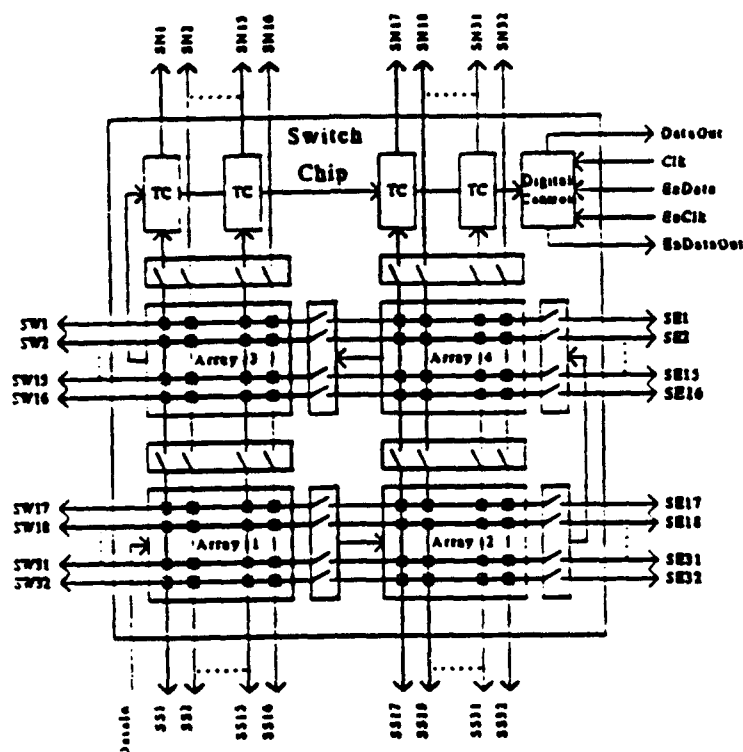 SN1 SN2 SN15 SN16 SN17 SN18 SN31 SN32
Switch
Chip
TC TC TC TC
Digital
Control
DataOut
Clk
EnData
EnClk
EnDataOut
SW1 SE1
SW2 SE2
Array 3 Array 4
SW15 SE15
SW16 SE16
SW17 SE17
SW18 SE18
Array 1 Array 2
SW31 SE31
SW32 SE32
DataIn SS1 SS2 SS15 SS16 SS17 SS18 SS31 SS32